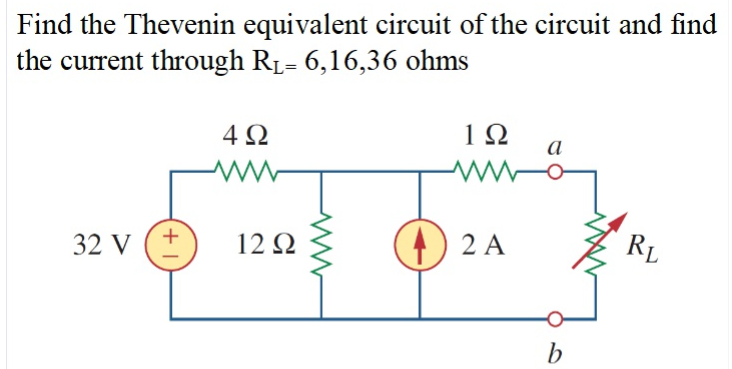 Find the Thevenin equivalent circuit of the circuit and find
the current through RL= 6,16,36 ohms
4 Ω
1 Ω
a
32 V
+
−
12 Ω
2 A
RL
b